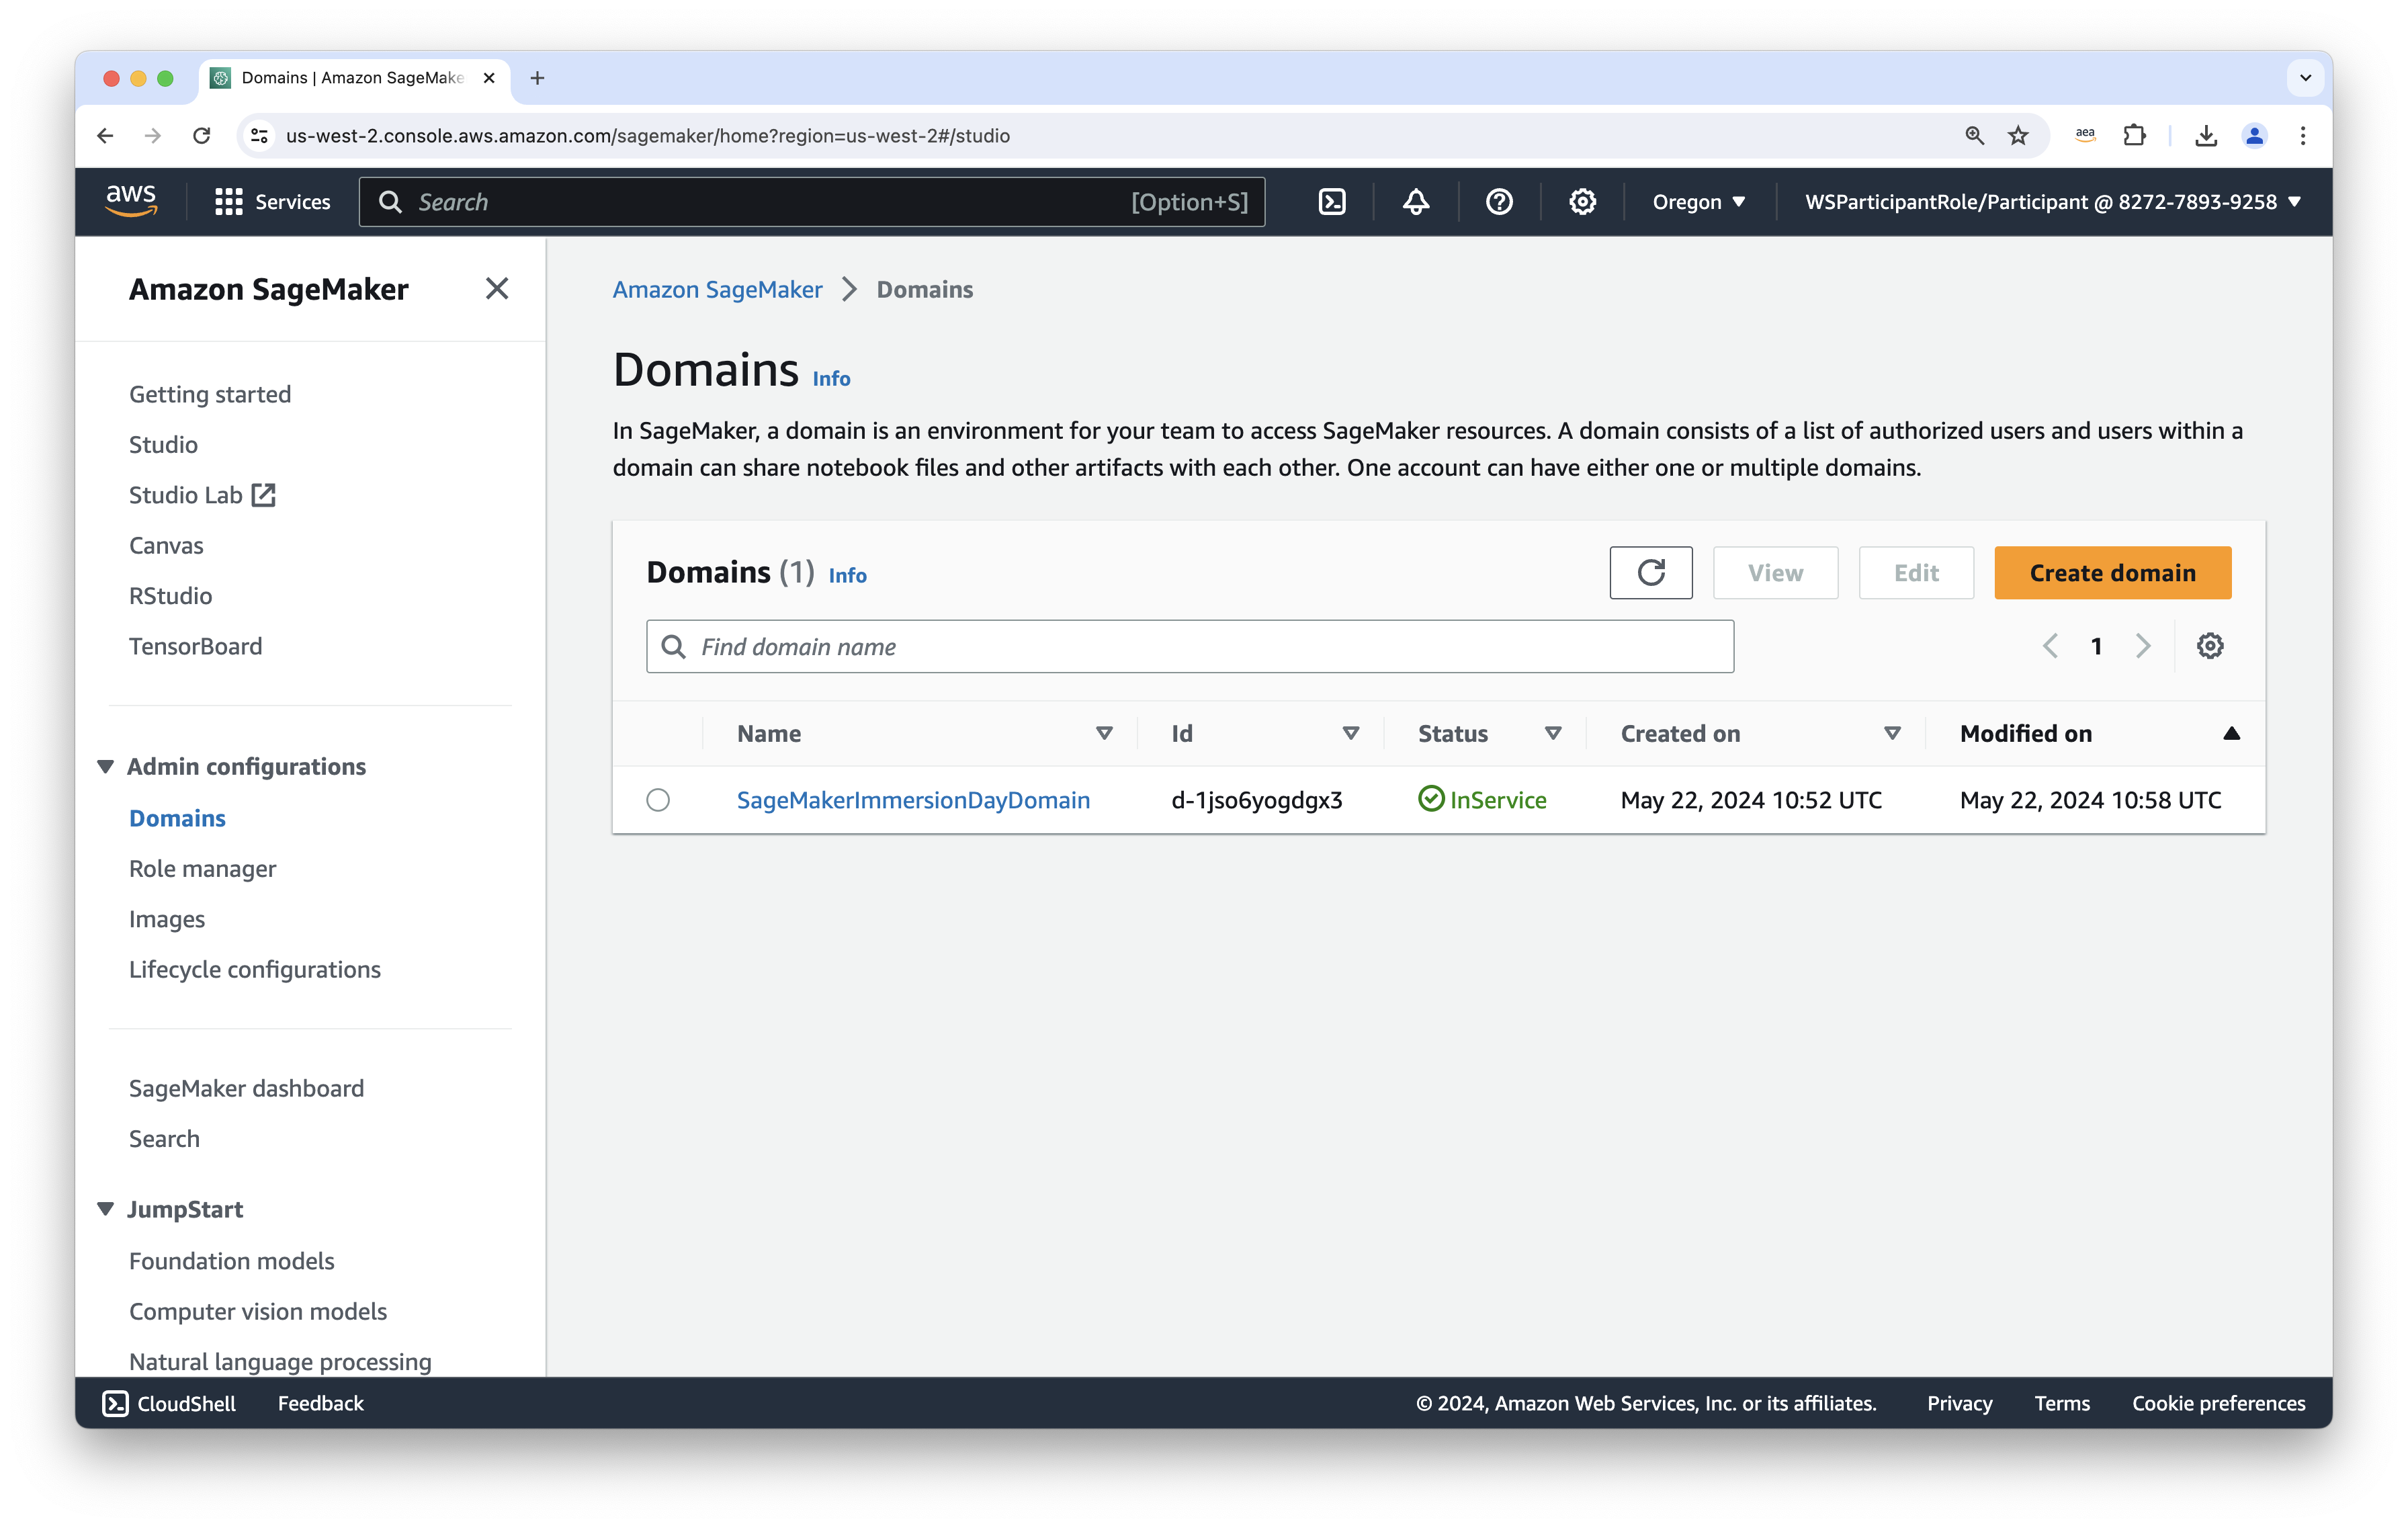 Domains | Amazon SageMake
us-west-2.console.aws.amazon.com/sagemaker/home?region=us-west-2#/studio
aea
aws
Services
Search
[Option+S]
Oregon
WSParticipantRole/Participant @ 8272-7893-9258
Amazon SageMaker
Getting started
Studio
Studio Lab
Canvas
RStudio
TensorBoard
Admin configurations
Domains
Role manager
Images
Lifecycle configurations
SageMaker dashboard
Search
JumpStart
Foundation models
Computer vision models
Natural language processing
Amazon SageMaker > Domains
Domains Info
In SageMaker, a domain is an environment for your team to access SageMaker resources. A domain consists of a list of authorized users and users within a
domain can share notebook files and other artifacts with each other. One account can have either one or multiple domains.
Domains (1) Info
View
Edit
Create domain
Find domain name
1
Name Id Status Created on Modified on
SageMakerImmersionDayDomain d-1jso6yogdgx3 InService May 22, 2024 10:52 UTC May 22, 2024 10:58 UTC
CloudShell Feedback © 2024, Amazon Web Services, Inc. or its affiliates. Privacy Terms Cookie preferences